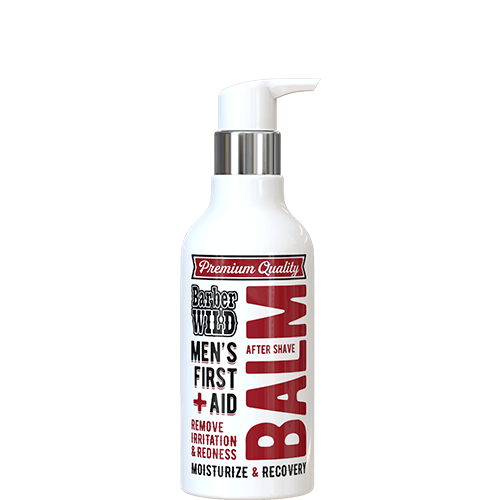 Premium Quality
Barber
WILD
MEN'S
FIRST
+ AID
REMOVE
IRRITATION
& REDNESS
AFTER SHAVE
BALM
MOISTURIZE & RECOVERY